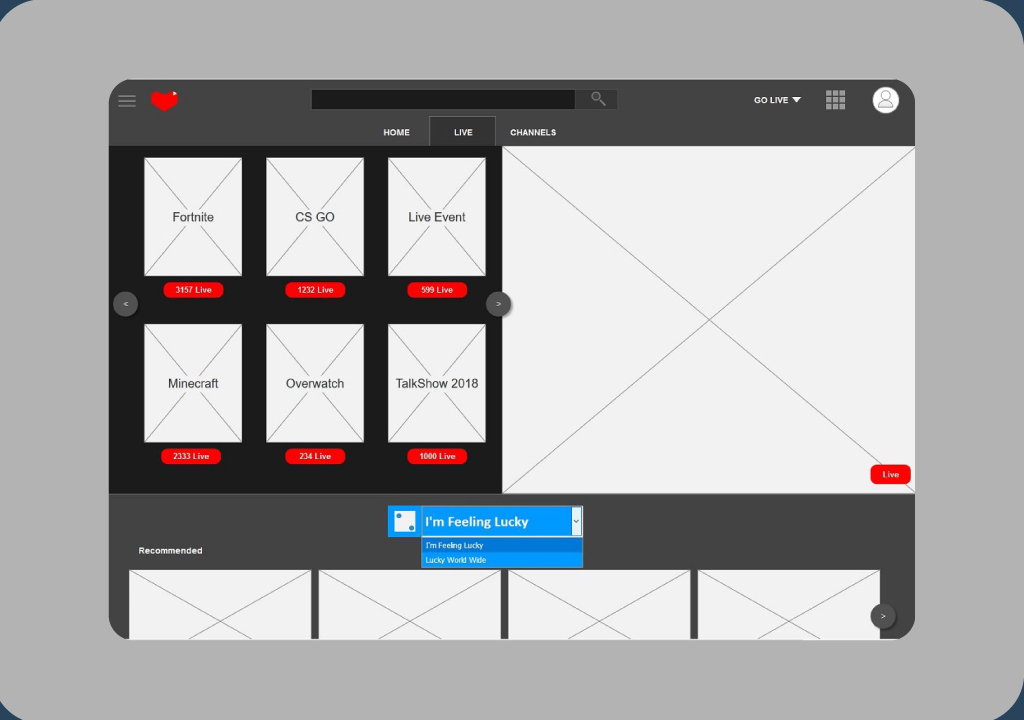 GO LIVE
HOME LIVE CHANNELS
Fortnite CS GO Live Event
3157 Live 1232 Live 599 Live
< >
Minecraft Overwatch TalkShow 2018
2333 Live 234 Live 1000 Live
Live
I'm Feeling Lucky
I'm Feeling Lucky
Lucky World Wide
Recommended
>